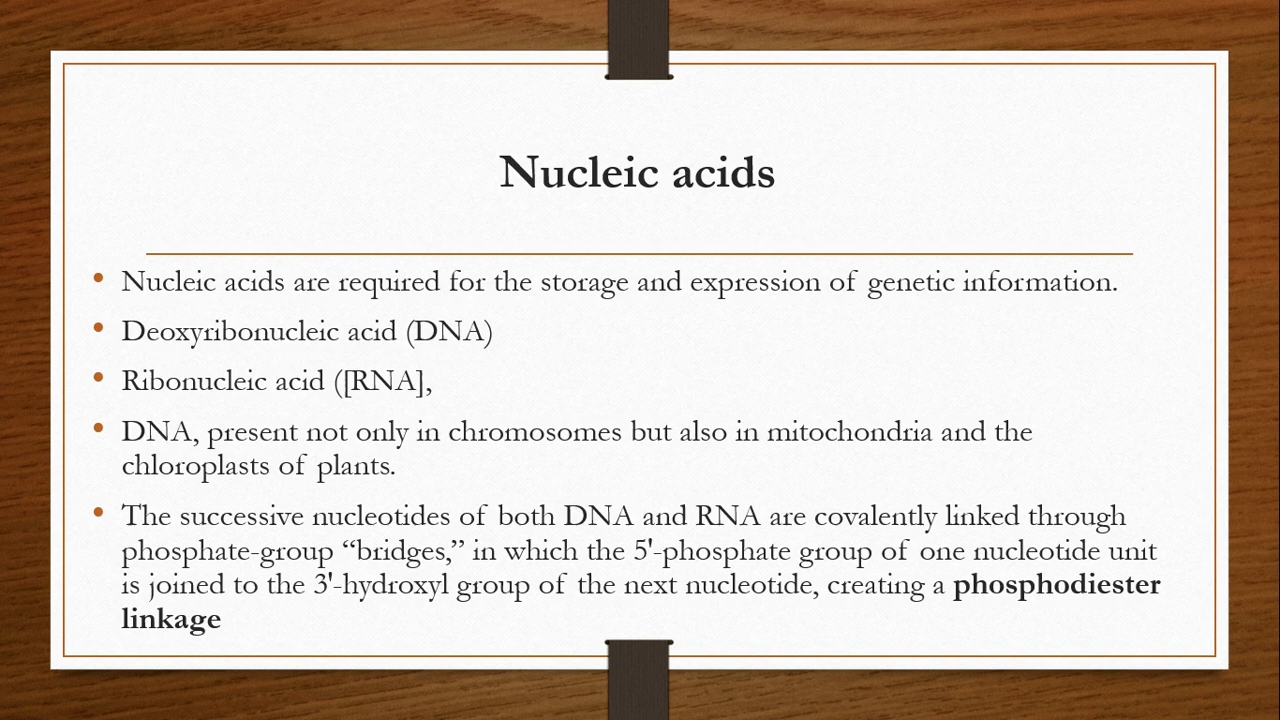 Nucleic acids
• Nucleic acids are required for the storage and expression of genetic information.
• Deoxyribonucleic acid (DNA)
• Ribonucleic acid ([RNA],
• DNA, present not only in chromosomes but also in mitochondria and the
chloroplasts of plants.
• The successive nucleotides of both DNA and RNA are covalently linked through
phosphate-group “bridges,” in which the 5'-phosphate group of one nucleotide unit
is joined to the 3'-hydroxyl group of the next nucleotide, creating a phosphodiester
linkage